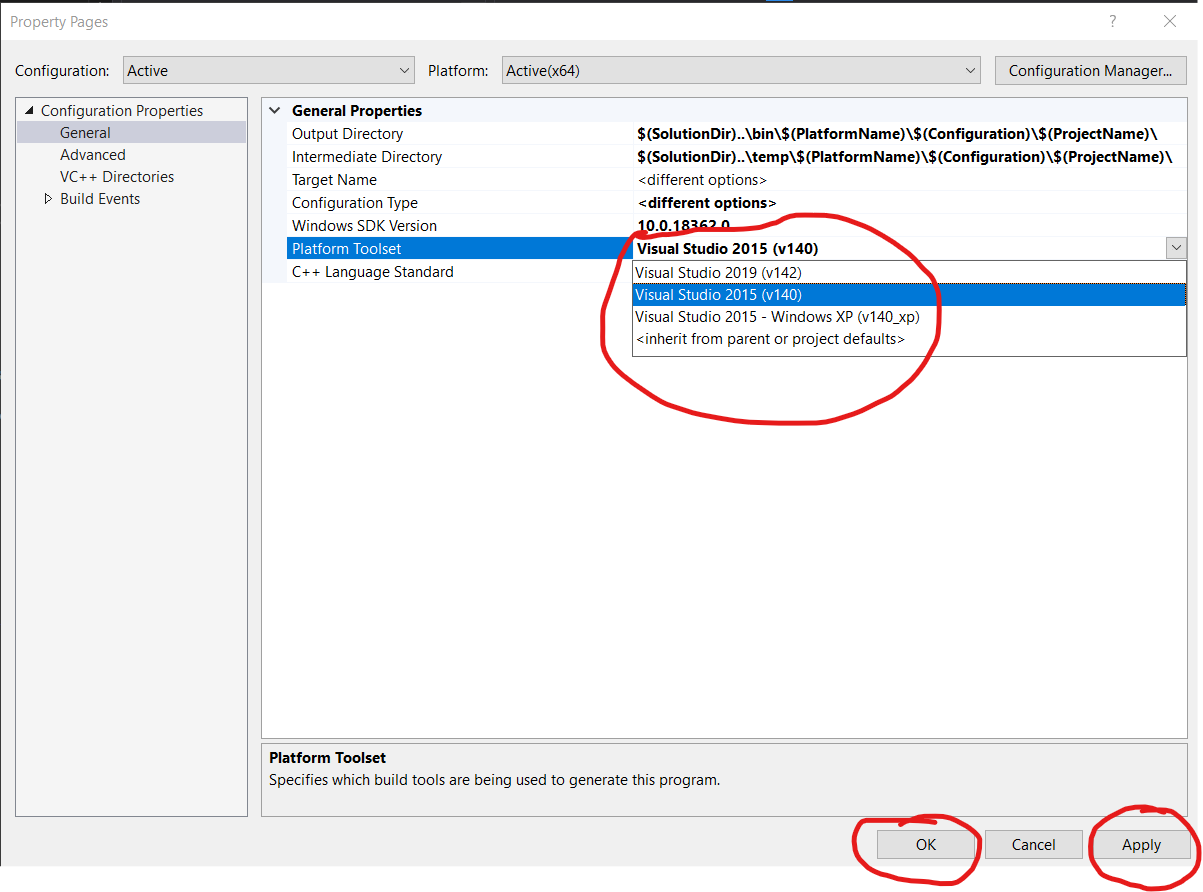 Property Pages ?
Configuration: Active Platform: Active(x64) Configuration Manager...
Configuration Properties
General
Advanced
VC++ Directories
Build Events
General Properties
Output Directory $(SolutionDir)..\bin\$(PlatformName)\$(Configuration)\$(ProjectName)\
Intermediate Directory $(SolutionDir)..\temp\$(PlatformName)\$(Configuration)\$(ProjectName)\
Target Name <different options>
Configuration Type <different options>
Windows SDK Version 10.0.18362.0
Platform Toolset Visual Studio 2015 (v140)
C++ Language Standard
Visual Studio 2019 (v142)
Visual Studio 2015 (v140)
Visual Studio 2015 - Windows XP (v140_xp)
<inherit from parent or project defaults>
Platform Toolset
Specifies which build tools are being used to generate this program.
OK Cancel Apply